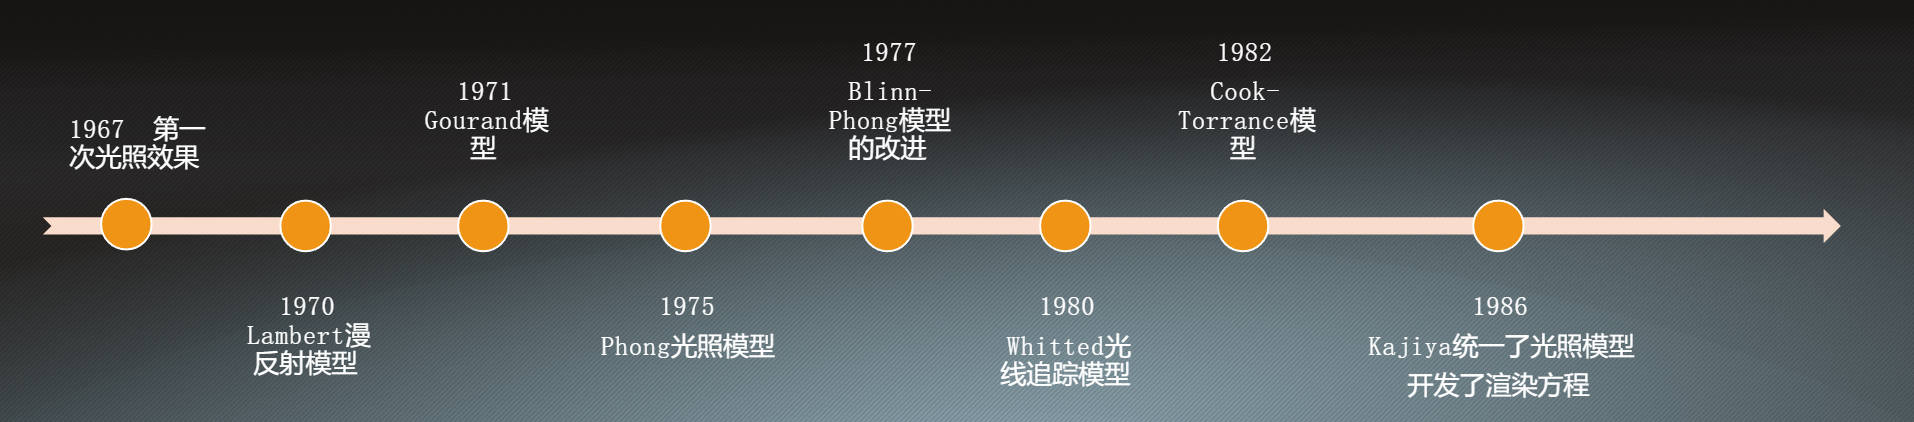 1967 第一
次光照效果
1970
Lambert漫
反射模型
1971
Gourand模
型
1975
Phong光照模型
1977
Blinn-
Phong模型
的改进
1980
Whitted光
线追踪模型
1982
Cook-
Torrance模
型
1986
Kajiya统一了光照模型
开发了渲染方程